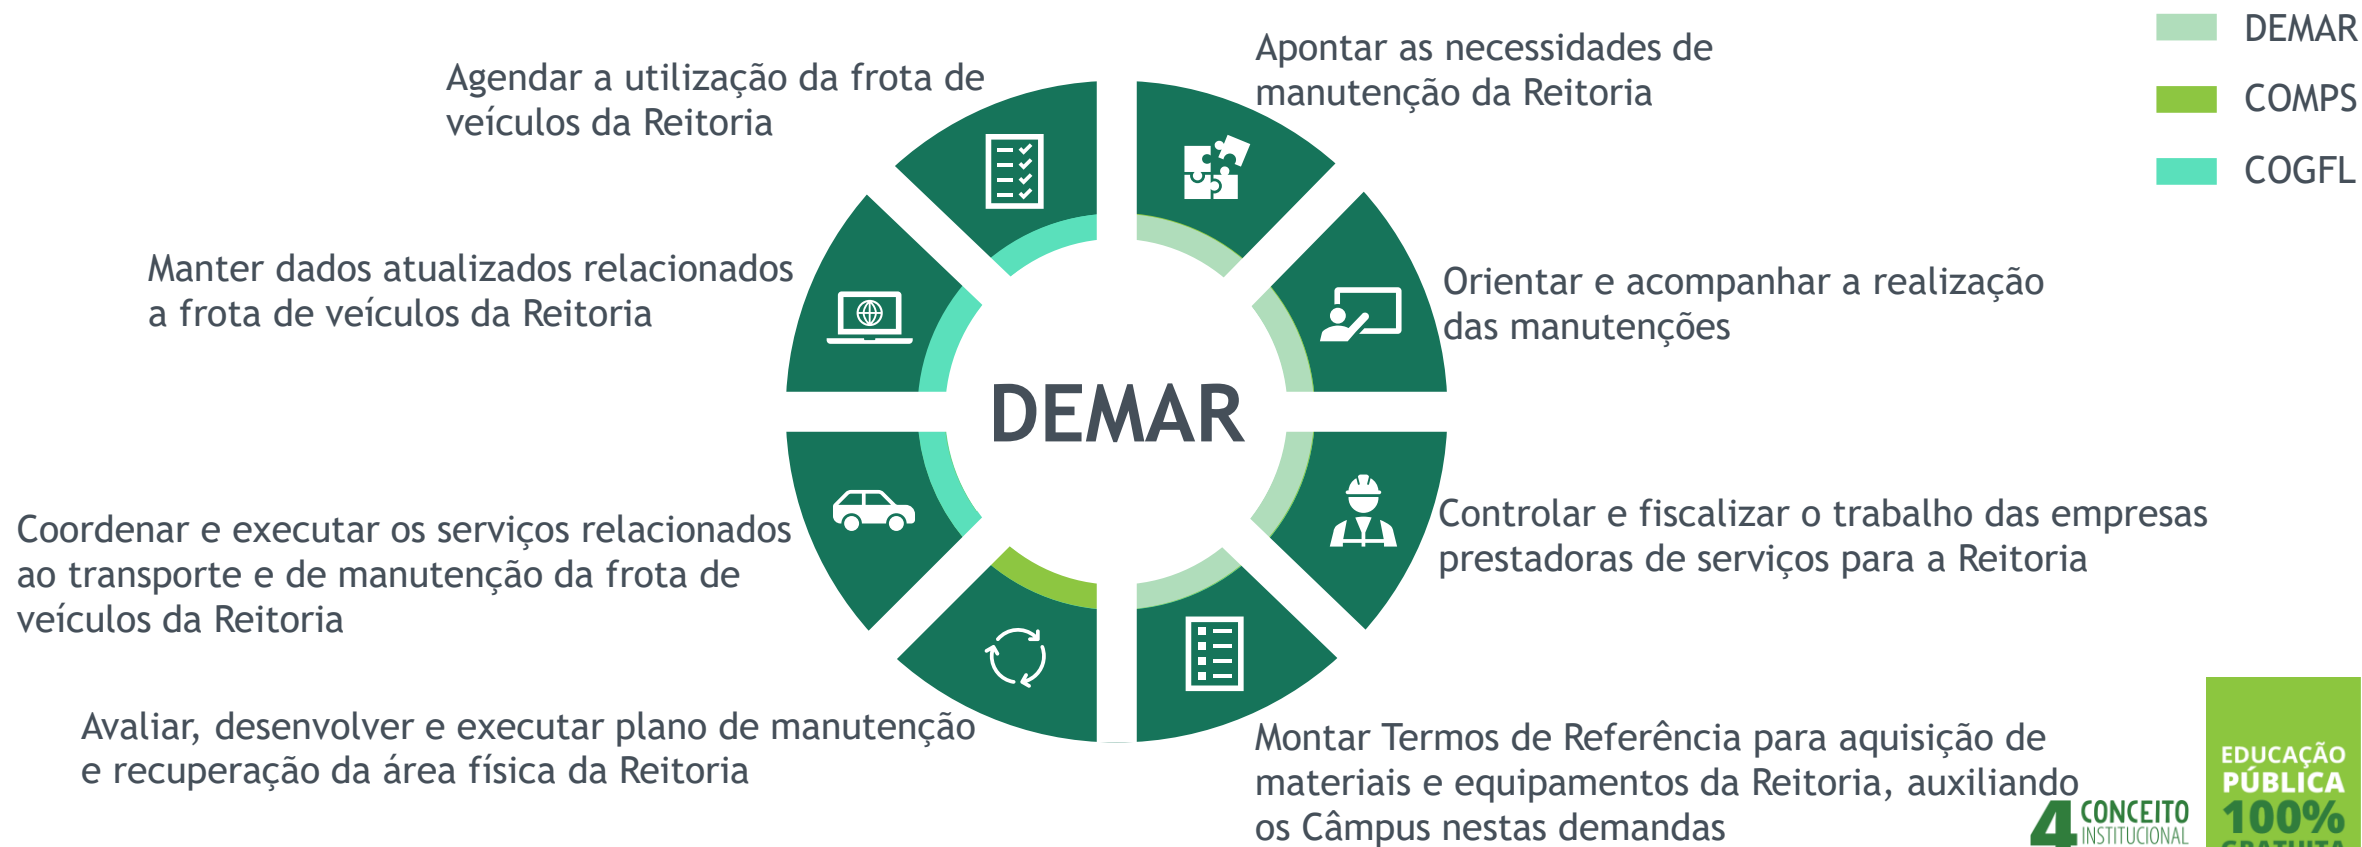 Agendar a utilização da frota de
veículos da Reitoria
Apontar as necessidades de
manutenção da Reitoria
DEMAR
COMPS
COGFL
Manter dados atualizados relacionados
a frota de veículos da Reitoria
Orientar e acompanhar a realização
das manutenções
DEMAR
Coordenar e executar os serviços relacionados
ao transporte e de manutenção da frota de
veículos da Reitoria
Controlar e fiscalizar o trabalho das empresas
prestadoras de serviços para a Reitoria
Avaliar, desenvolver e executar plano de manutenção
e recuperação da área física da Reitoria
Montar Termos de Referência para aquisição de
materiais e equipamentos da Reitoria, auxiliando
os Câmpus nestas demandas
4 CONCEITO
INSTITUCIONAL
EDUCAÇÃO
PÚBLICA
100%
GRATUITA